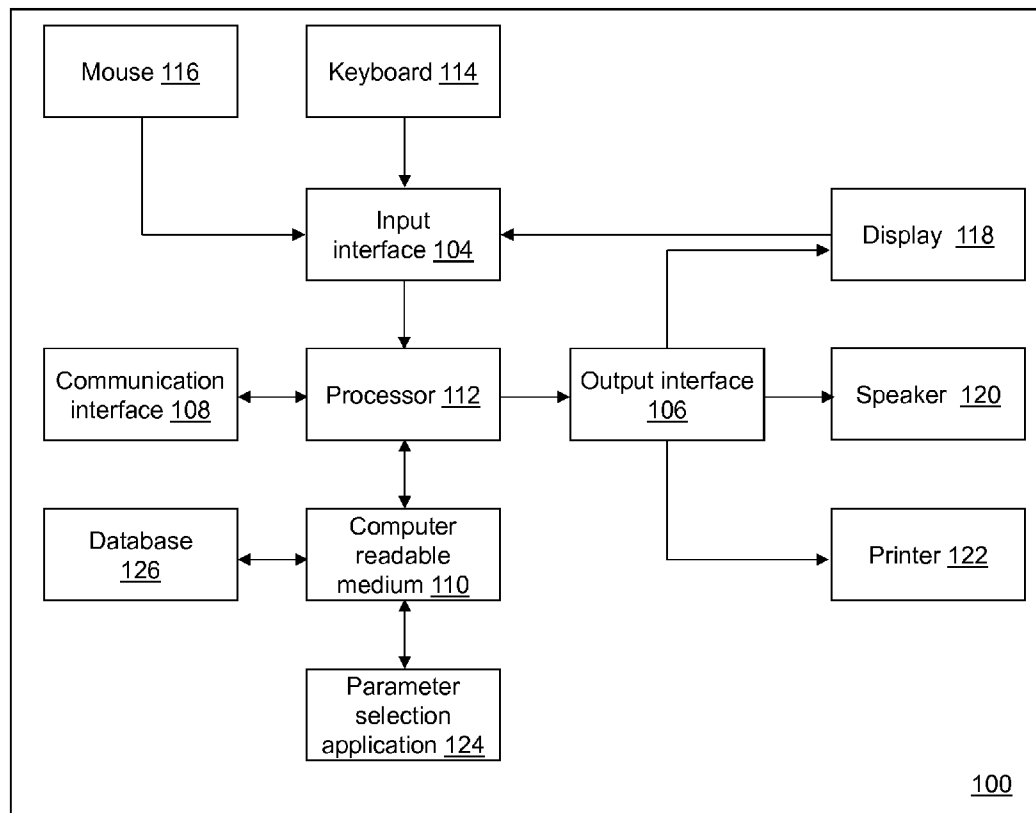 Mouse 116
Keyboard 114
Input
interface 104
Display 118
Communication
interface 108
Processor 112
Output interface
106
Speaker 120
Database
126
Computer
readable
medium 110
Printer 122
Parameter
selection
application 124
100